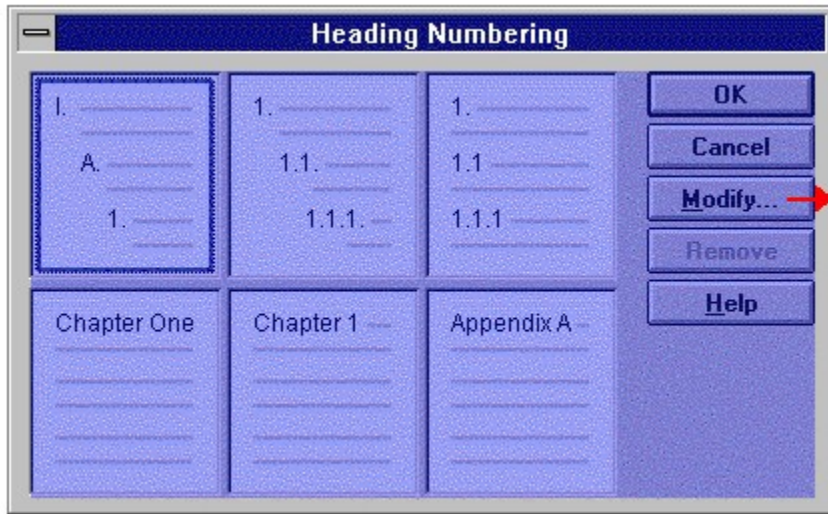 Heading Numbering
I.
A.
1.
1.
1.1.
1.1.1.
1.
1.1
1.1.1
Chapter One
Chapter 1
Appendix A
OK
Cancel
Modify...
Remove
Help